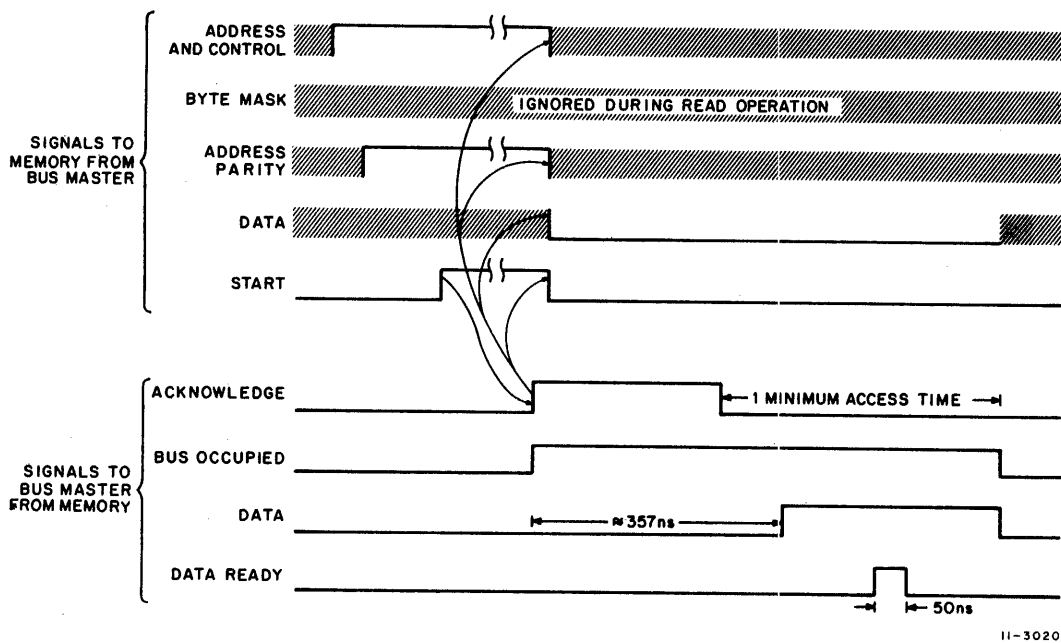 ADDRESS
AND CONTROL
BYTE MASK
IGNORED DURING READ OPERATION
SIGNALS TO
MEMORY FROM
BUS MASTER
ADDRESS
PARITY
DATA
START
ACKNOWLEDGE
1 MINIMUM ACCESS TIME
BUS OCCUPIED
SIGNALS TO
BUS MASTER
FROM MEMORY
DATA
≈357ns
DATA READY
50ns
11-3020